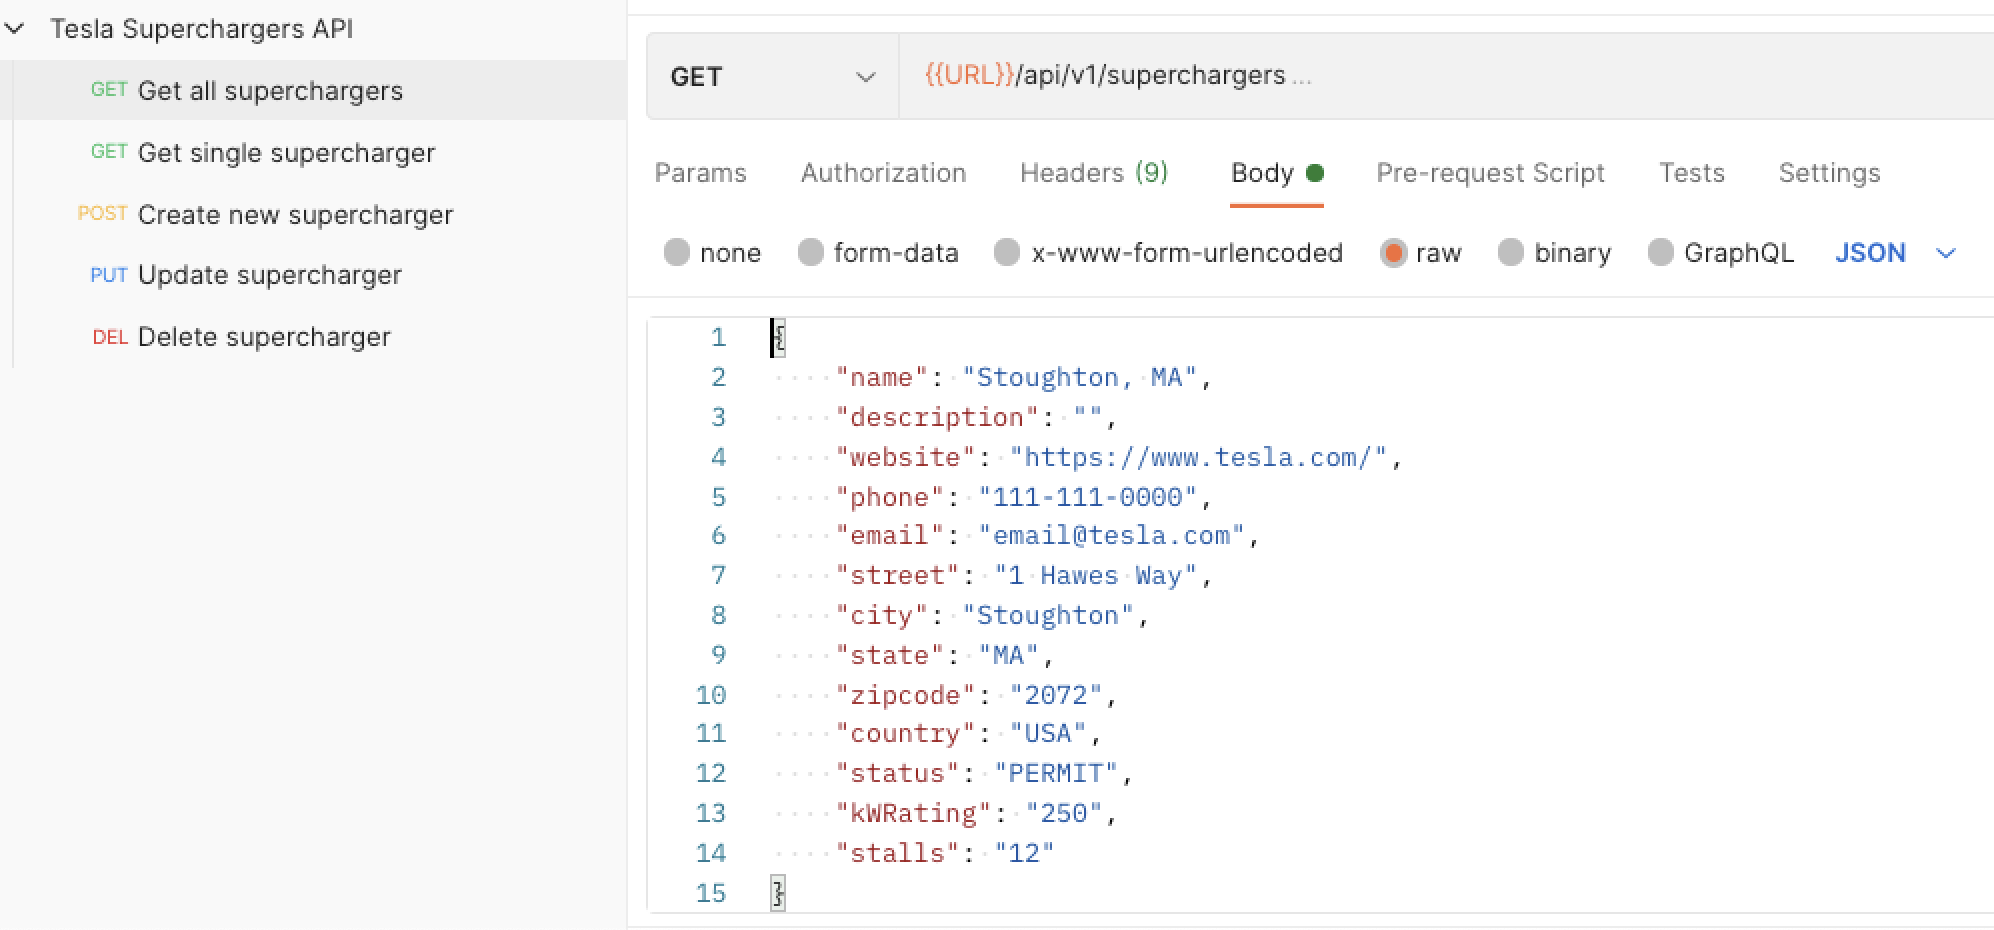 Tesla Superchargers API
GET Get all superchargers
GET Get single supercharger
POST Create new supercharger
PUT Update supercharger
DEL Delete supercharger
GET {{URL}}/api/v1/superchargers ...
Params Authorization Headers (9) Body Pre-request Script Tests Settings
none form-data x-www-form-urlencoded raw binary GraphQL JSON
1 {
2 "name": "Stoughton, MA",
3 "description": "",
4 "website": "https://www.tesla.com/",
5 "phone": "111-111-0000",
6 "email": "email@tesla.com",
7 "street": "1 Hawes Way",
8 "city": "Stoughton",
9 "state": "MA",
10 "zipcode": "2072",
11 "country": "USA",
12 "status": "PERMIT",
13 "kWRating": "250",
14 "stalls": "12"
15 }